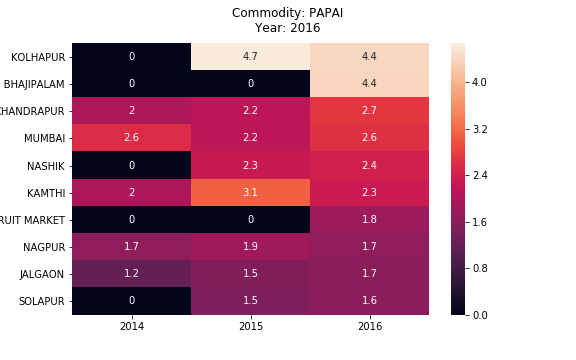 Commodity: PAPAI
Year: 2016
KOLHAPUR 0 4.7 4.4
BHAJIPALAM 0 0 4.4
HANDRAPUR 2 2.2 2.7
MUMBAI 2.6 2.2 2.6
NASHIK 0 2.3 2.4
KAMTHI 2 3.1 2.3
RUIT MARKET 0 0 1.8
NAGPUR 1.7 1.9 1.7
JALGAON 1.2 1.5 1.7
SOLAPUR 0 1.5 1.6
2014 2015 2016
4.0
3.2
2.4
1.6
0.8
0.0